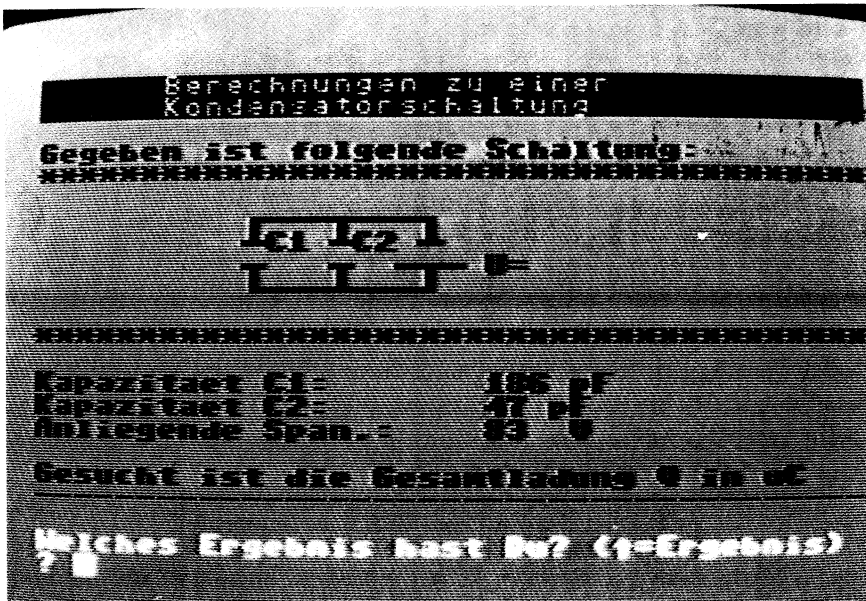 Berechnungen zu einer
Kondensatorschaltung
Gegeben ist folgende Schaltung:
****************************************
C1 C2
U=
****************************************
Kapazitaet C1: 186 pF
Kapazitaet C2: 47 pF
Anliegende Span.: 83 V
Gesucht ist die Gesamtladung Q in
Welches Ergebnis hast Du? (j=Ergebnis)
?